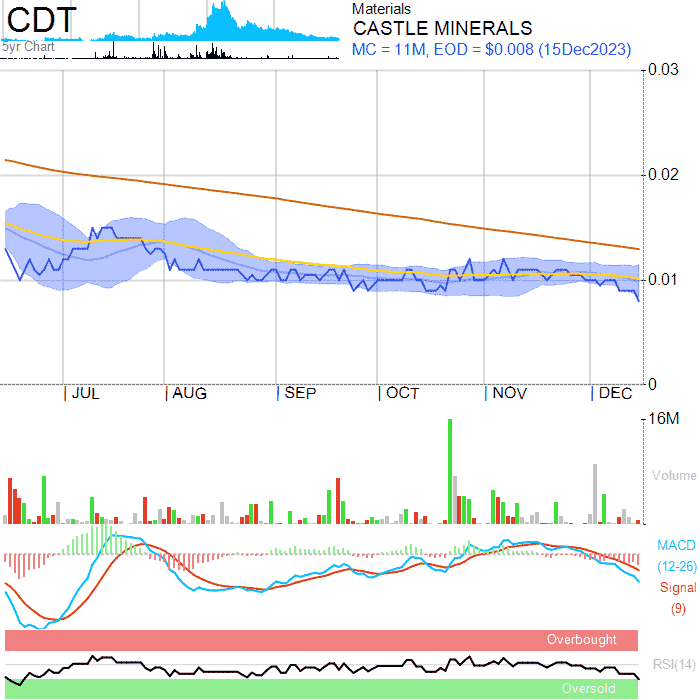 CDT
5yr Chart
Materials
CASTLE MINERALS
MC = 11M, EOD = $0.008 (15Dec2023)
0.03
0.02
0.01
0
JUL AUG SEP OCT NOV DEC
16M
Volume
MACD
(12-26)
Signal
(9)
Overbought
RSI(14)
Oversold